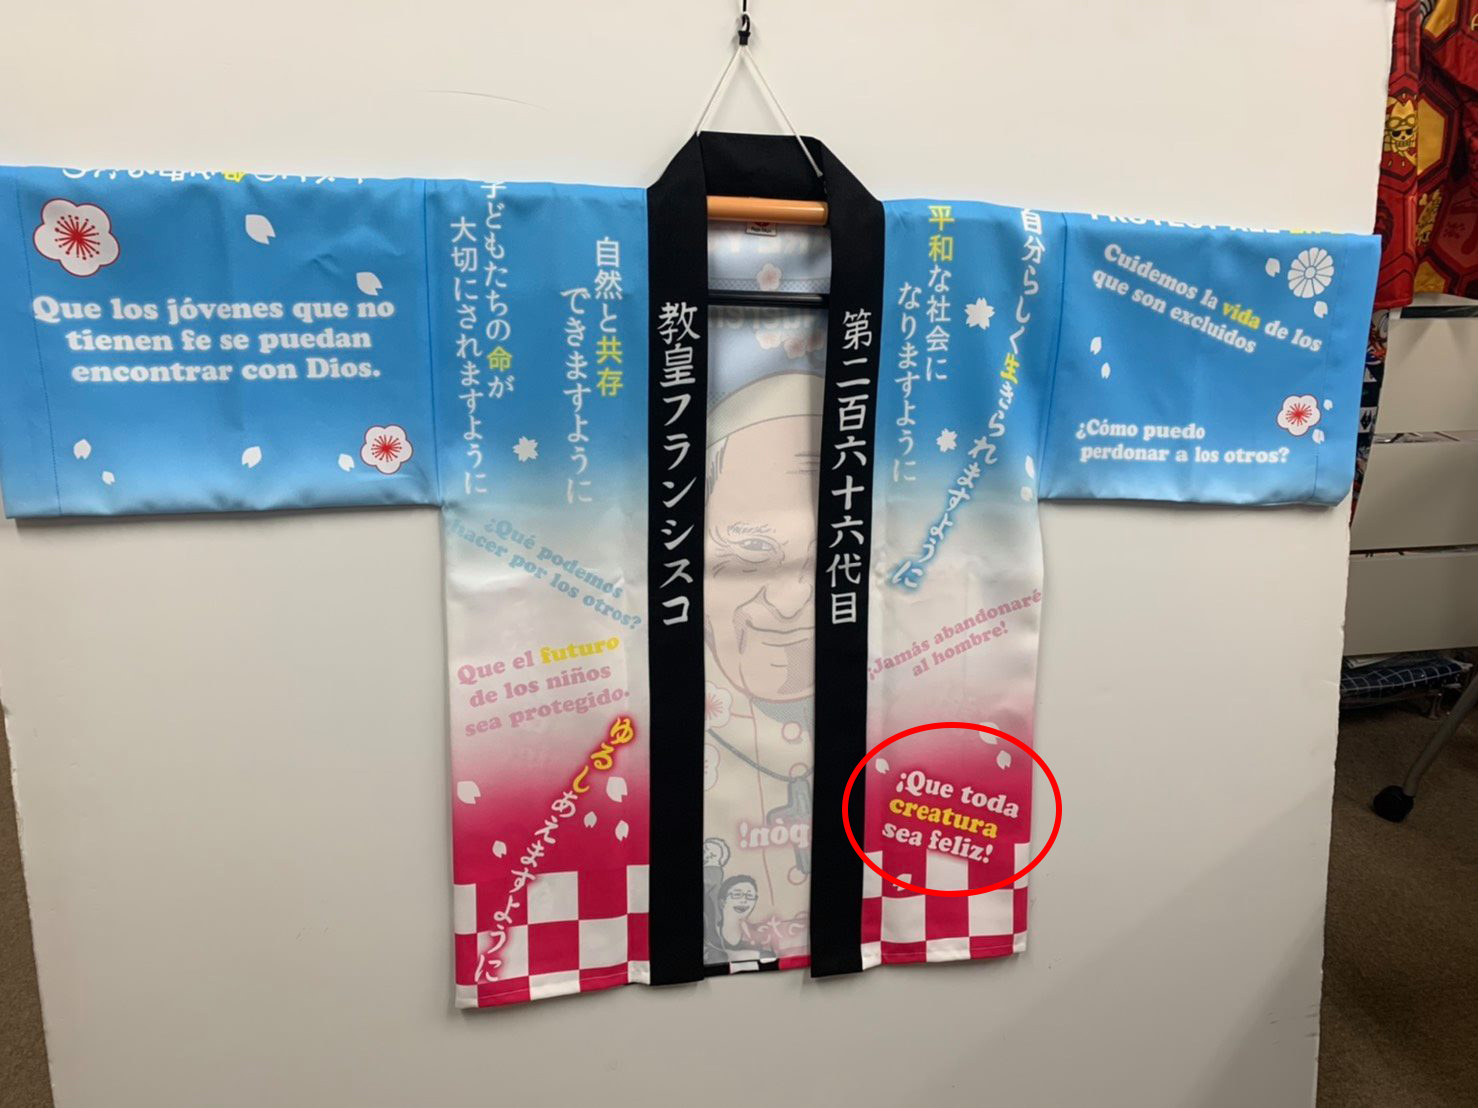 Que los jóvenes que no
tienen fe se puedan
encontrar con Dios.
子どもたちの命が
大切にされますように
自然と共存
できますように
¿Qué podemos
hacer por los otros?
Que el futuro
de los niños
sea protegido.
ゆるしあえますように
教皇フランシスコ
第二百六十六代目
自分らしく生きられますように
平和な社会に
なりますように
¡Jamás abandonaré
al hombre!
¡Que toda
creatura
sea feliz!
Cuidemos la vida de los
que son excluidos
¿Cómo puedo
perdonar a los otros?